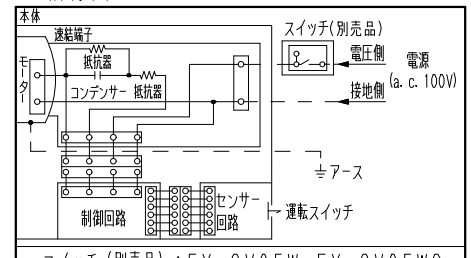 本体
速結端子
スイッチ(別売品)
抵抗器
電圧側
電源
(a.c.100V)
モーター
コンデンサー
抵抗器
接地側
アース
制御回路
センサー
回路
運転スイッチ